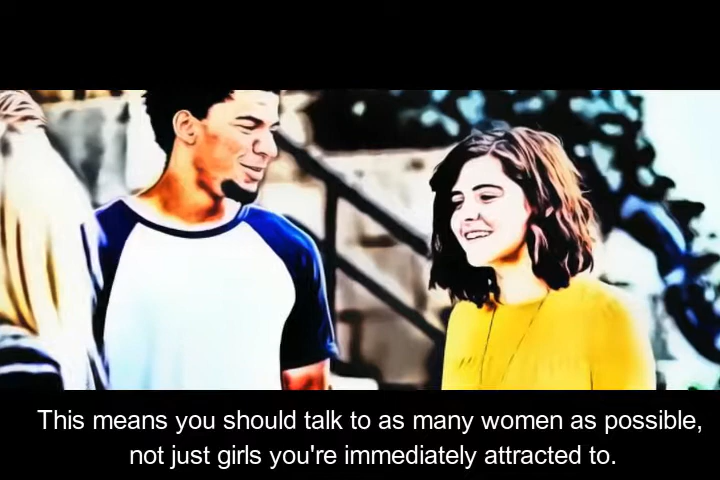 This means you should talk to as many women as possible,
not just girls you're immediately attracted to.